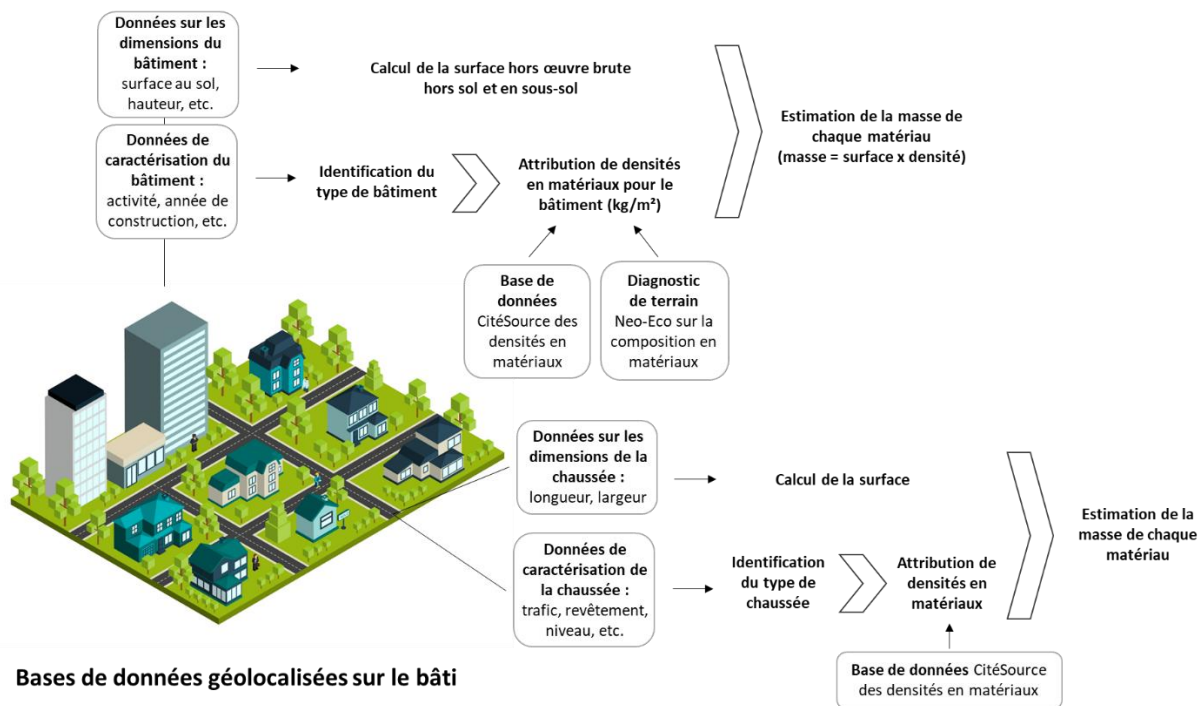 Données sur les
dimensions du
bâtiment :
surface au sol,
hauteur, etc.
Calcul de la surface hors œuvre brute
hors sol et en sous-sol
Données de
caractérisation du
bâtiment :
activité, année de
construction, etc.
Identification du
type de bâtiment
Attribution de densités
en matériaux pour le
bâtiment (kg/m²)
Estimation de la masse de
chaque matériau
(masse = surface x densité)
Base de
données
CitéSource des
densités en
matériaux
Diagnostic
de terrain
Neo-Eco sur la
composition en
matériaux
Données sur les
dimensions de la
chaussée :
longueur, largeur
Calcul de la surface
Données de
caractérisation de
la chaussée :
trafic, revêtement,
niveau, etc.
Identification
du type de
chaussée
Attribution de
densités en
matériaux
Estimation de la
masse de chaque
matériau
Base de données CitéSource
des densités en matériaux
Bases de données géolocalisées sur le bâti